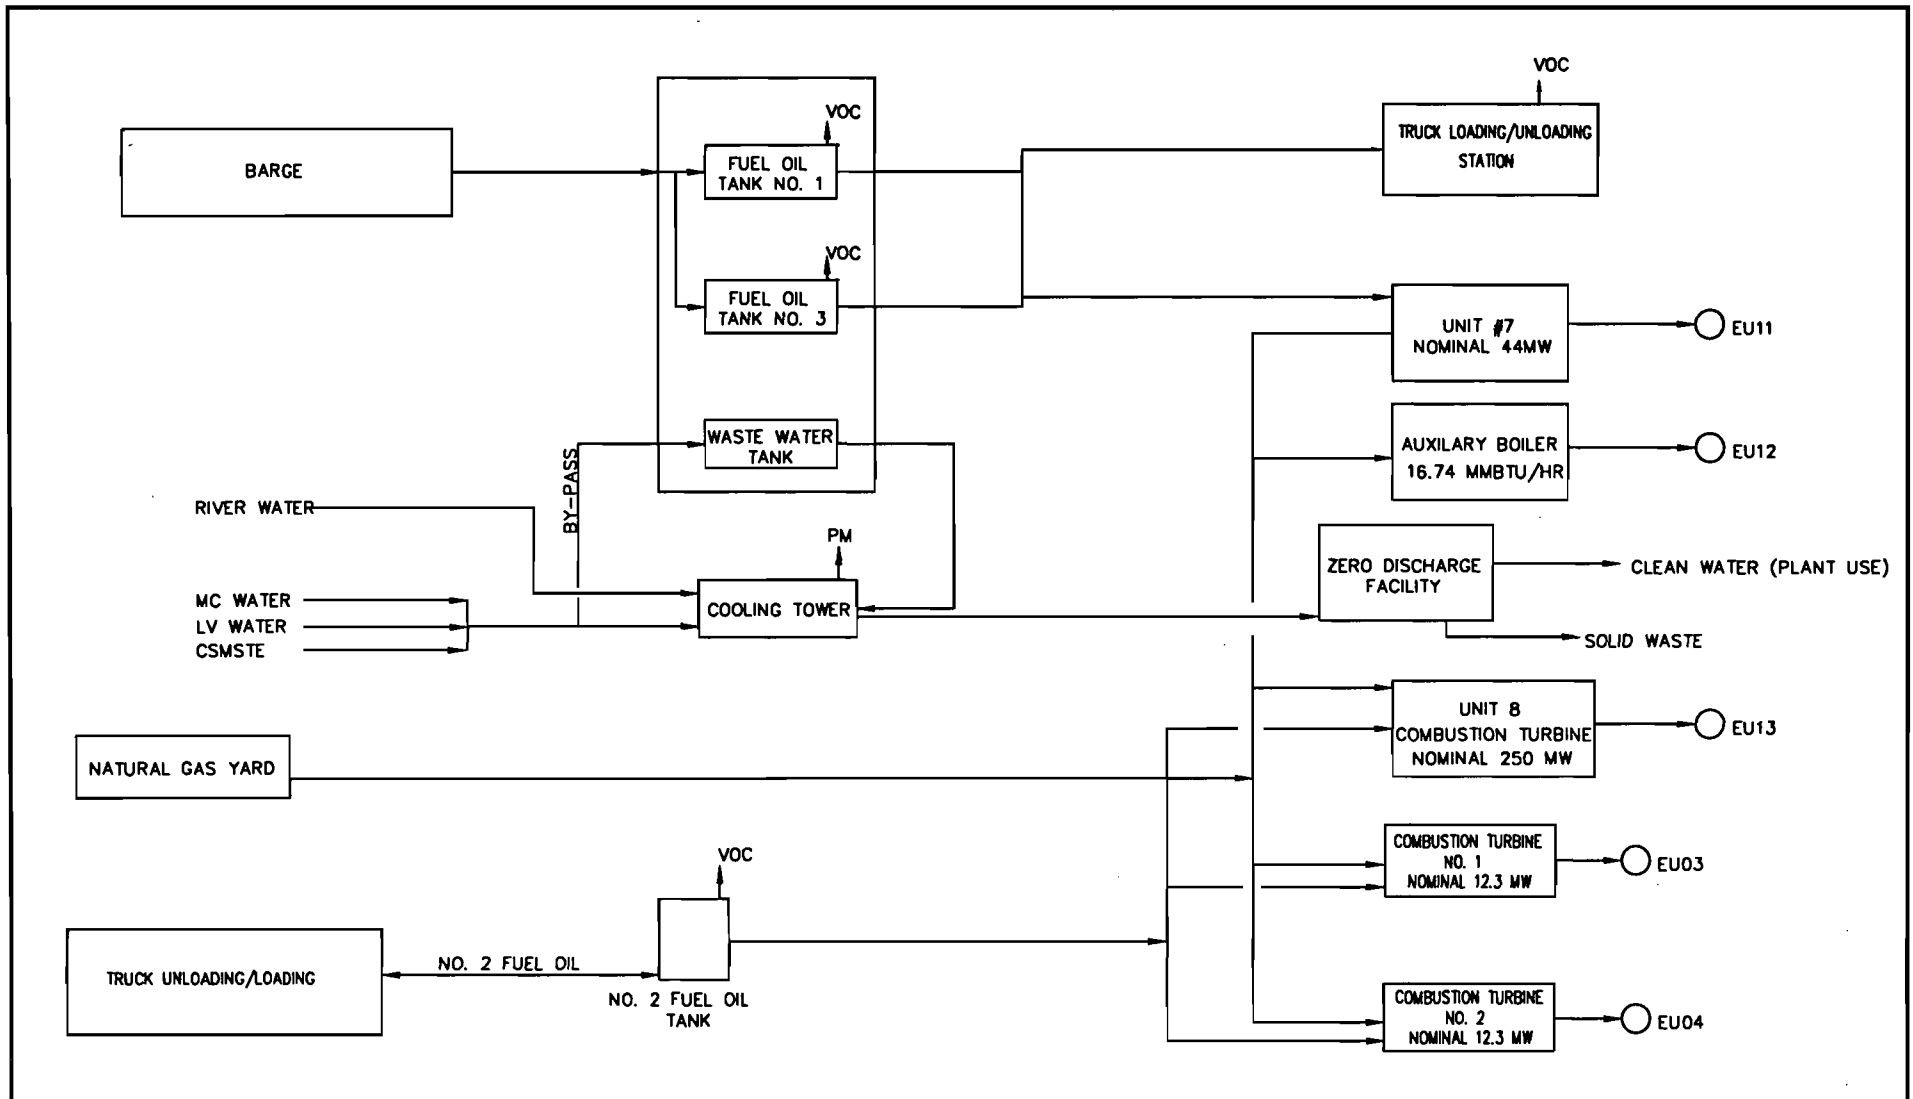 VOC
TRUCK LOADING/UNLOADING
STATION
BARGE
VOC
FUEL OIL
TANK NO. 1
VOC
FUEL OIL
TANK NO. 3
UNIT #7
NOMINAL 44MW
EU11
WASTE WATER
TANK
AUXILARY BOILER
16.74 MMBTU/HR
EU12
BY-PASS
RIVER WATER
PM
MC WATER
LV WATER
CSMSTE
COOLING TOWER
ZERO DISCHARGE
FACILITY
CLEAN WATER (PLANT USE)
SOLID WASTE
UNIT 8
COMBUSTION TURBINE
NOMINAL 250 MW
EU13
NATURAL GAS YARD
COMBUSTION TURBINE
NO. 1
NOMINAL 12.3 MW
EU03
VOC
TRUCK UNLOADING/LOADING
NO. 2 FUEL OIL
NO. 2 FUEL OIL
TANK
COMBUSTION TURBINE
NO. 2
NOMINAL 12.3 MW
EU04